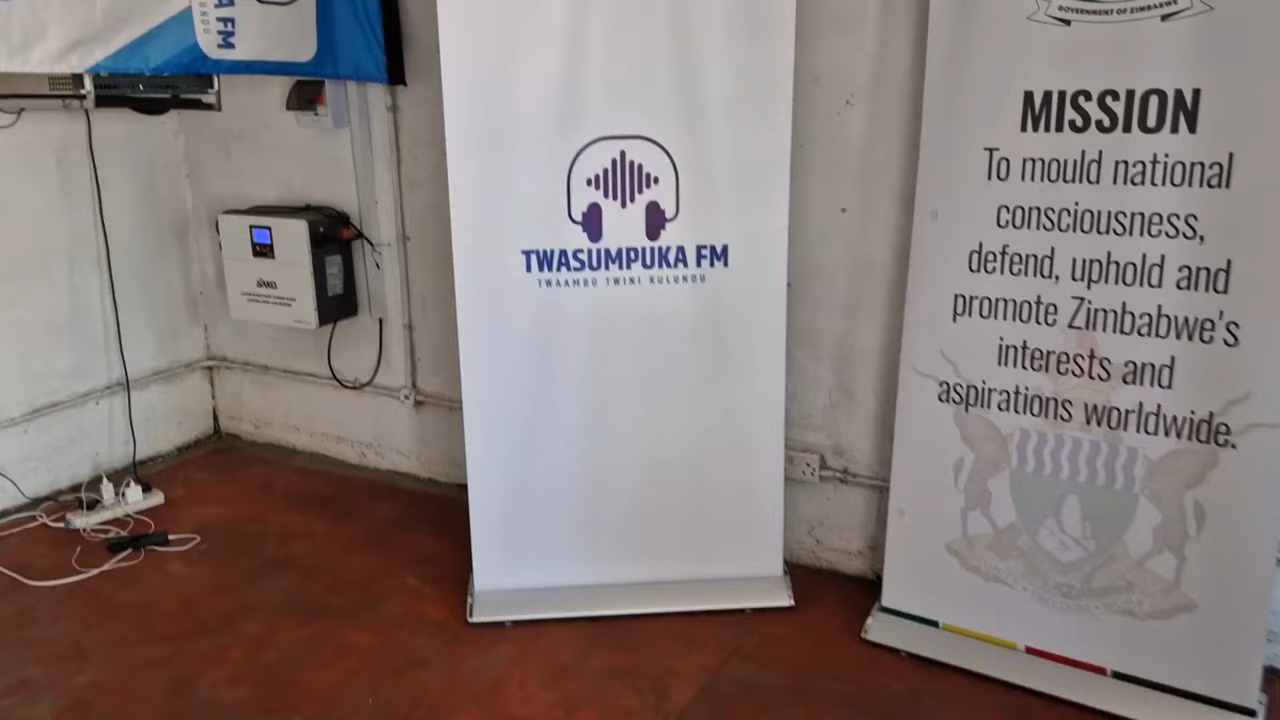 A FM
GOVERNMENT OF ZIMBABWE
MISSION
To mould national
consciousness,
defend, uphold and
promote Zimbabwe's
interests and
aspirations worldwide.
TWASUMPUKA FM
TWAAMBO TWINI KULUNDU
SAKO